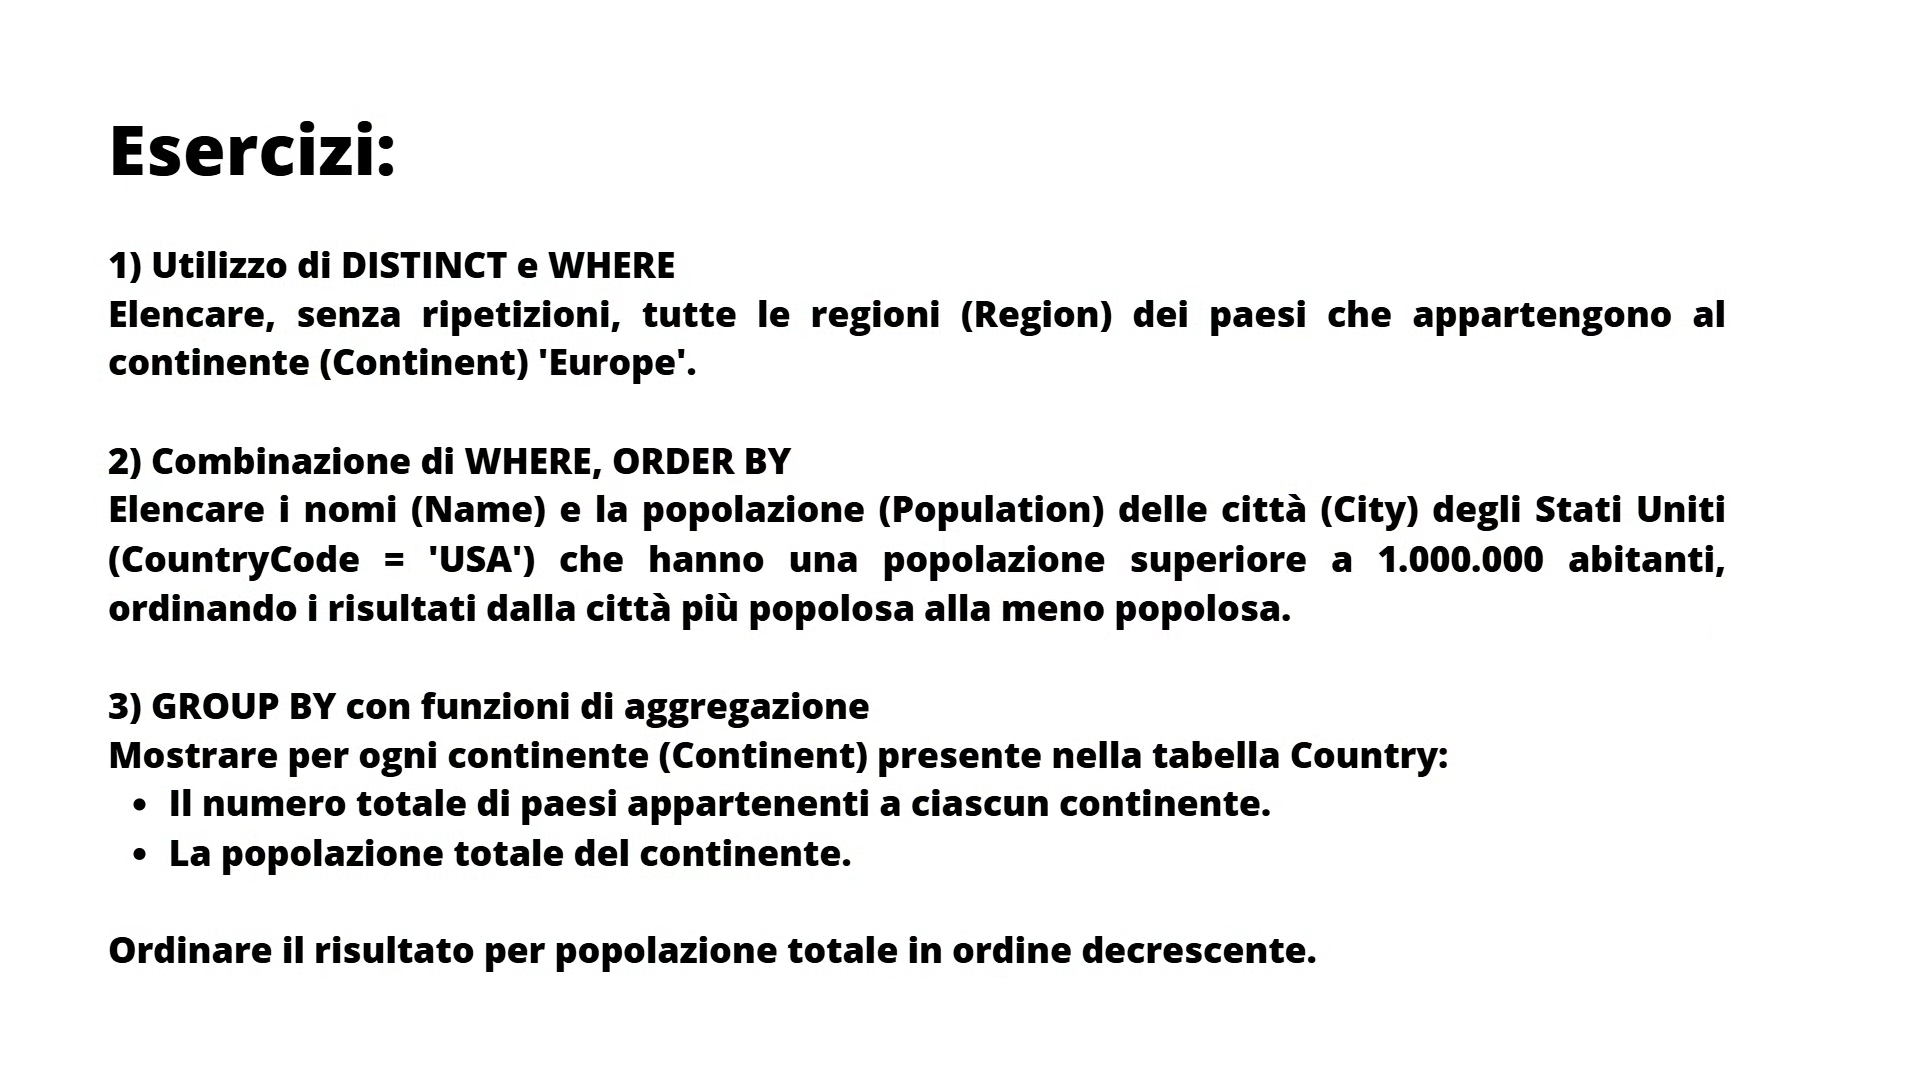 Esercizi:
1) Utilizzo di DISTINCT e WHERE
Elencare, senza ripetizioni, tutte le regioni (Region) dei paesi che appartengono al
continente (Continent) 'Europe'.
2) Combinazione di WHERE, ORDER BY
Elencare i nomi (Name) e la popolazione (Population) delle città (City) degli Stati Uniti
(CountryCode = 'USA') che hanno una popolazione superiore a 1.000.000 abitanti,
ordinando i risultati dalla città più popolosa alla meno popolosa.
3) GROUP BY con funzioni di aggregazione
Mostrare per ogni continente (Continent) presente nella tabella Country:
• Il numero totale di paesi appartenenti a ciascun continente.
• La popolazione totale del continente.
Ordinare il risultato per popolazione totale in ordine decrescente.